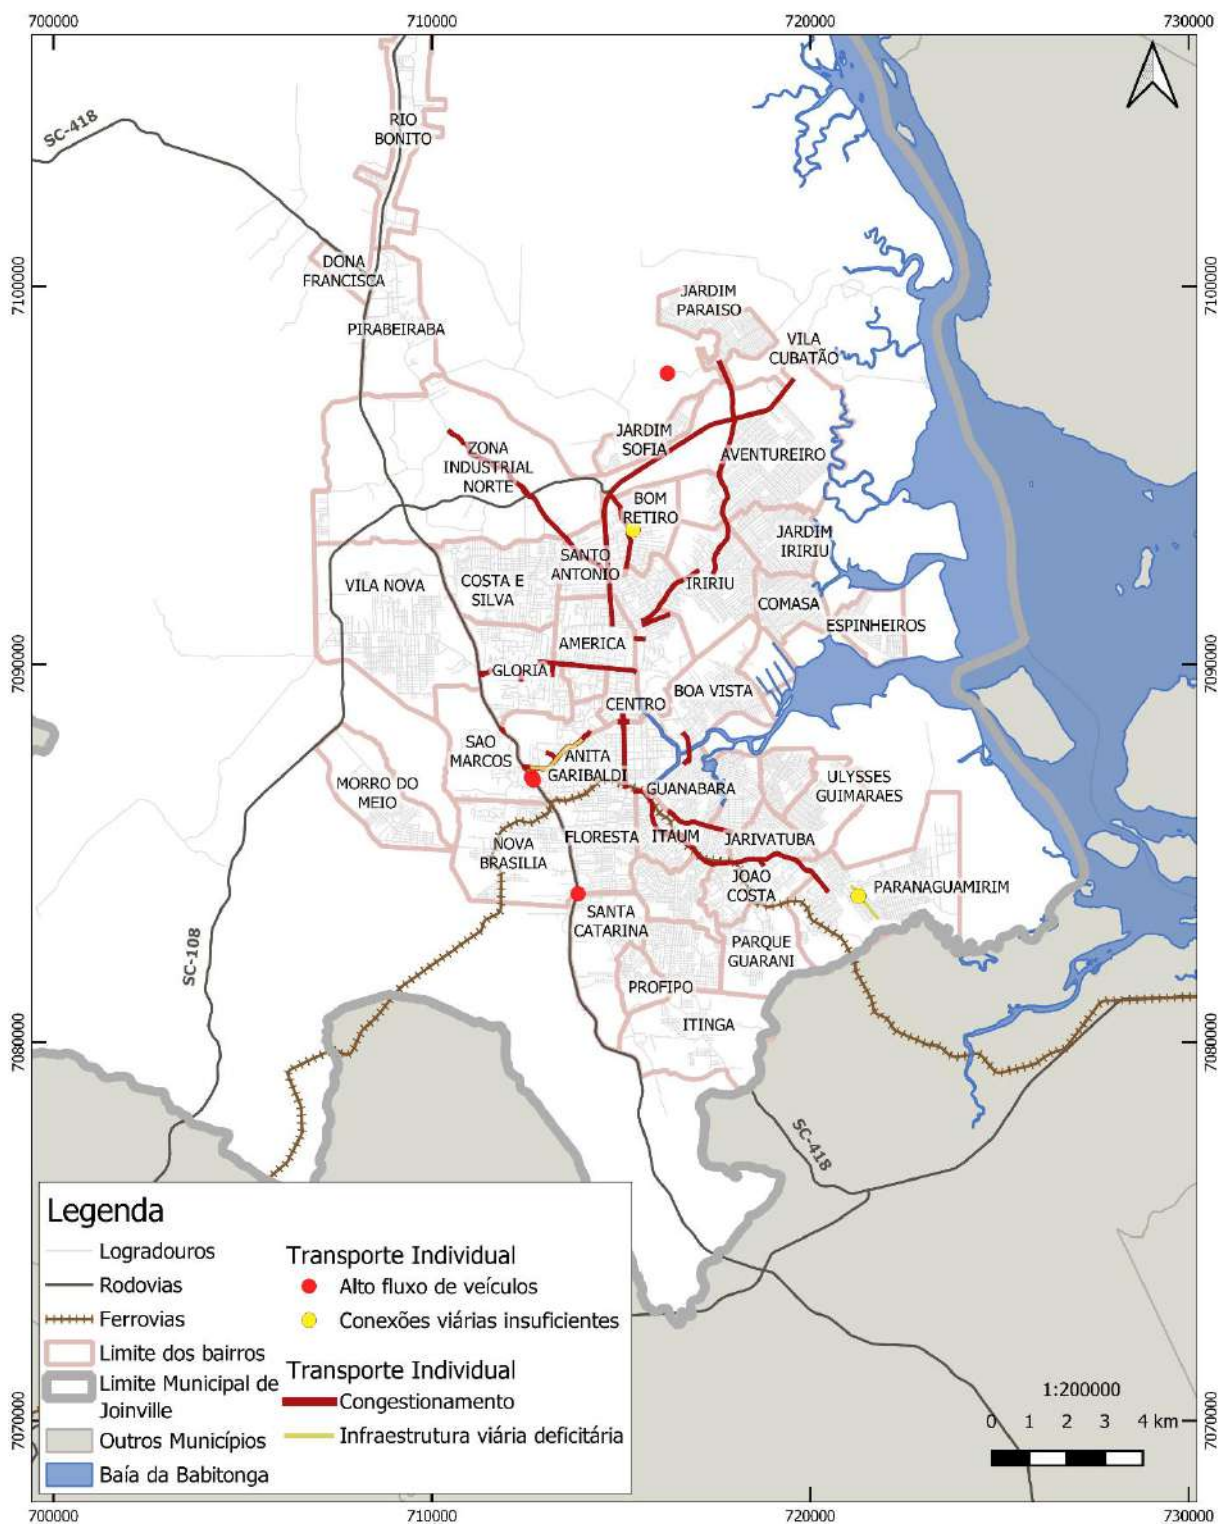 700000
710000
720000
730000
SC-418
RIO
BONITO
DONA
FRANCISCA
7100000
7100000
PIRABEIRABA
JARDIM
PARAISO
VILA
CUBATÃO
ZONA
INDUSTRIAL
NORTE
JARDIM
SOFIA
AVENTUREIRO
BOM
RETIRO
JARDIM
IRIRIU
SANTO
ANTONIO
VILA NOVA
COSTA E
SILVA
IRIRIU
COMASA
ESPINHEIROS
AMERICA
7090000
7090000
GLORIA
BOA VISTA
CENTRO
SAO
MARCOS
ANITA
GARIBALDI
MORRO DO
MEIO
GUANABARA
ULYSSES
GUIMARAES
NOVA
BRASILIA
FLORESTA
ITAUM
JARIVATUBA
JOAO
COSTA
PARANAGUAMIRIM
SANTA
CATARINA
SC-108
PARQUE
GUARANI
PROFIPO
ITINGA
7080000
7080000
SC-418
Legenda
Logradouros
Rodovias
Ferrovias
Limite dos bairros
Limite Municipal de
Joinville
Outros Municípios
Baía da Babitonga
Transporte Individual
Alto fluxo de veículos
Conexões viárias insuficientes
Transporte Individual
Congestionamento
Infraestrutura viária deficitária
1:200000
0 1 2 3 4 km
7070000
7070000
700000
710000
720000
730000